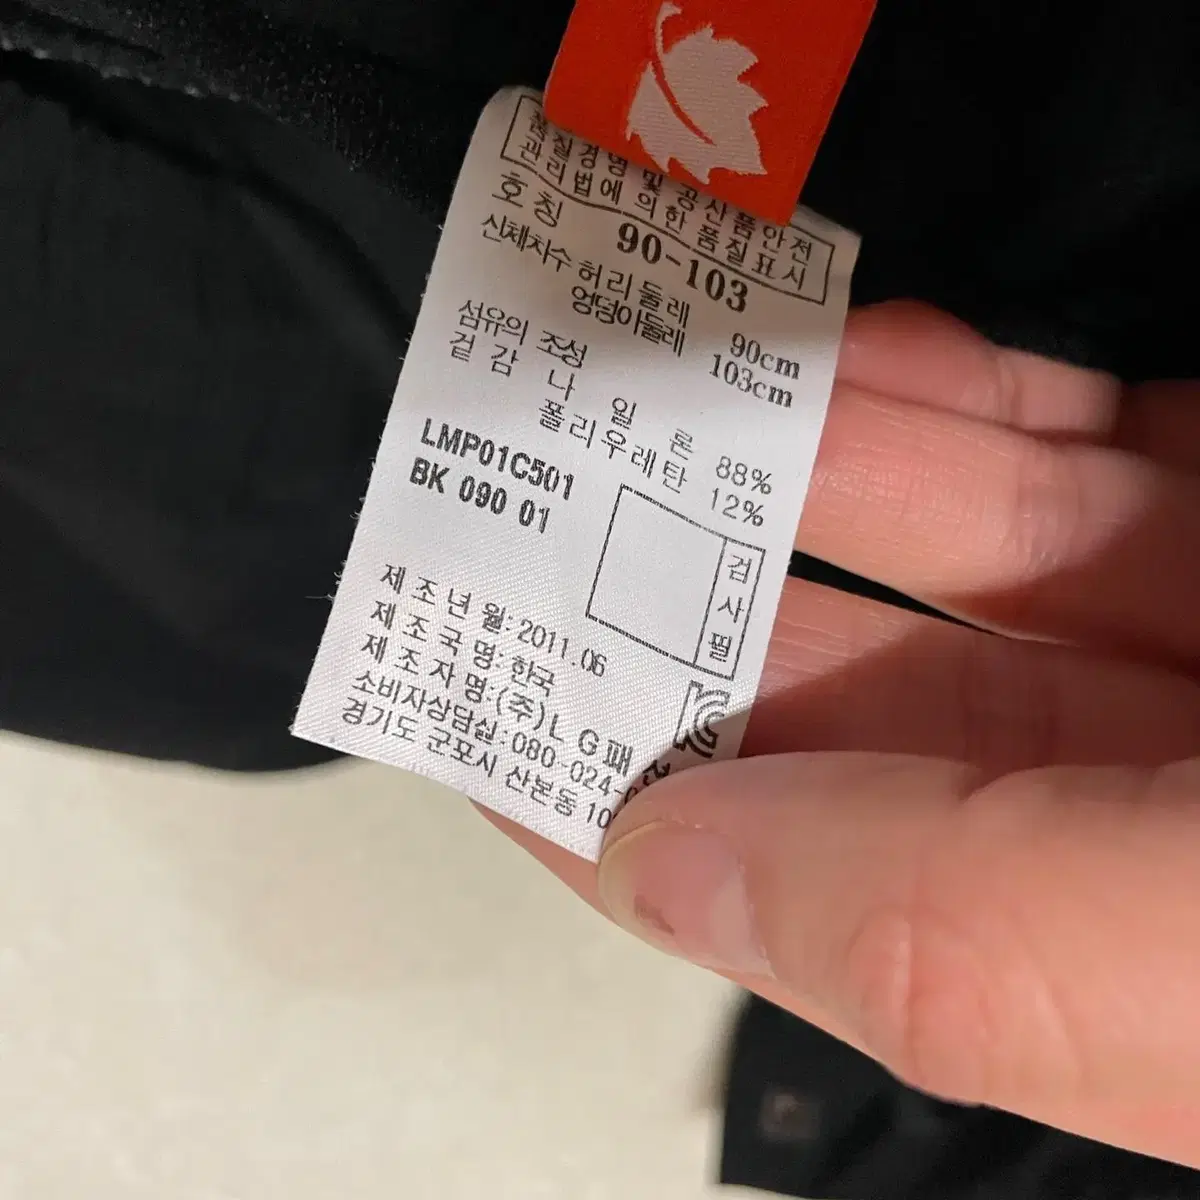 품질경영 및 공산품안전
관리법에 의한 품질표시
호 칭 90-103
신체치수 허리둘레 90cm
엉덩이둘레 103cm
섬유의 조성
겉 감 나 일 론 88%
폴리우레탄 12%
LMP01C501
BK 090 01
검사필
제 조 년 월: 2011.06
제 조 국 명: 한국
제 조 자 명:(주)L G패션
소비자상담실:080-024-
경기도 군포시 산본동 10